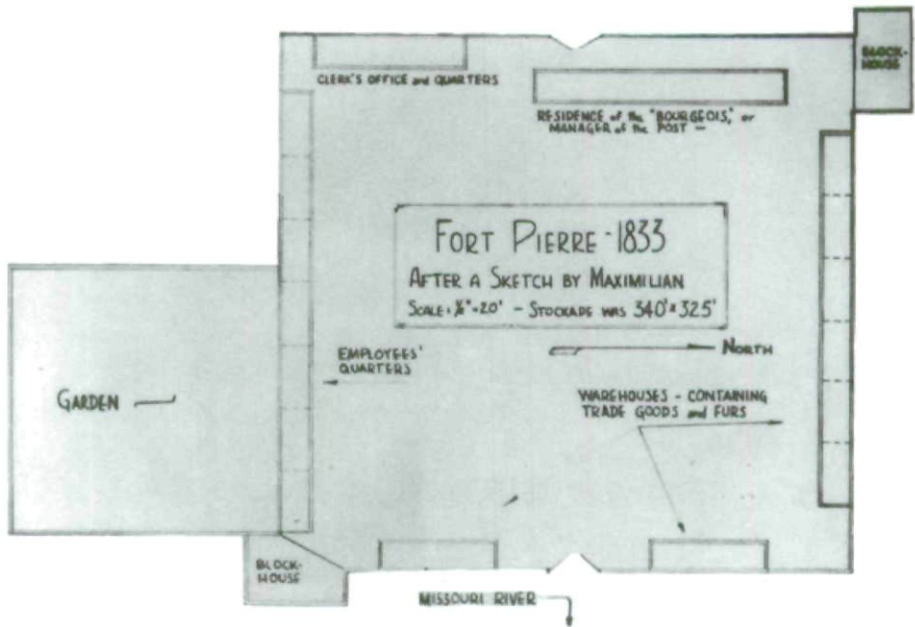 BLOCK-
HOUSE
CLERK'S OFFICE and QUARTERS
RESIDENCE of the "BOURGEOIS," or
MANAGER of the POST —
FORT PIERRE - 1833
AFTER A SKETCH BY MAXIMILIAN
SCALE: ⅛" = 20' - STOCKADE WAS 340' x 325'
NORTH
EMPLOYEES'
QUARTERS
GARDEN
WAREHOUSES - CONTAINING
TRADE GOODS and FURS
BLOCK-
HOUSE
MISSOURI RIVER